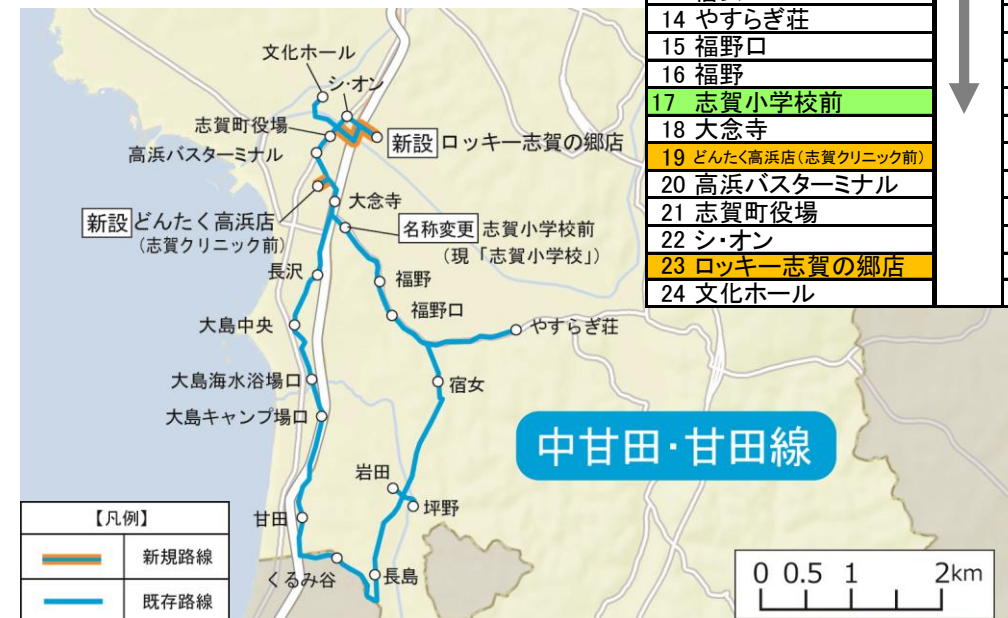 14 やすらぎ荘
15 福野口
16 福野
17 志賀小学校前
18 大念寺
19 どんたく高浜店(志賀クリニック前)
20 高浜バスターミナル
21 志賀町役場
22 シ・オン
23 ロッキー志賀の郷店
24 文化ホール
文化ホール
シ・オン
志賀町役場
新設 ロッキー志賀の郷店
高浜バスターミナル
大念寺
新設 どんたく高浜店
(志賀クリニック前)
名称変更 志賀小学校前
(現「志賀小学校」)
長沢
福野
福野口
大島中央
やすらぎ荘
大島海水浴場口
宿女
大島キャンプ場口
中甘田・甘田線
岩田
坪野
甘田
くるみ谷
長島
【凡例】
新規路線
既存路線
0 0.5 1 2km